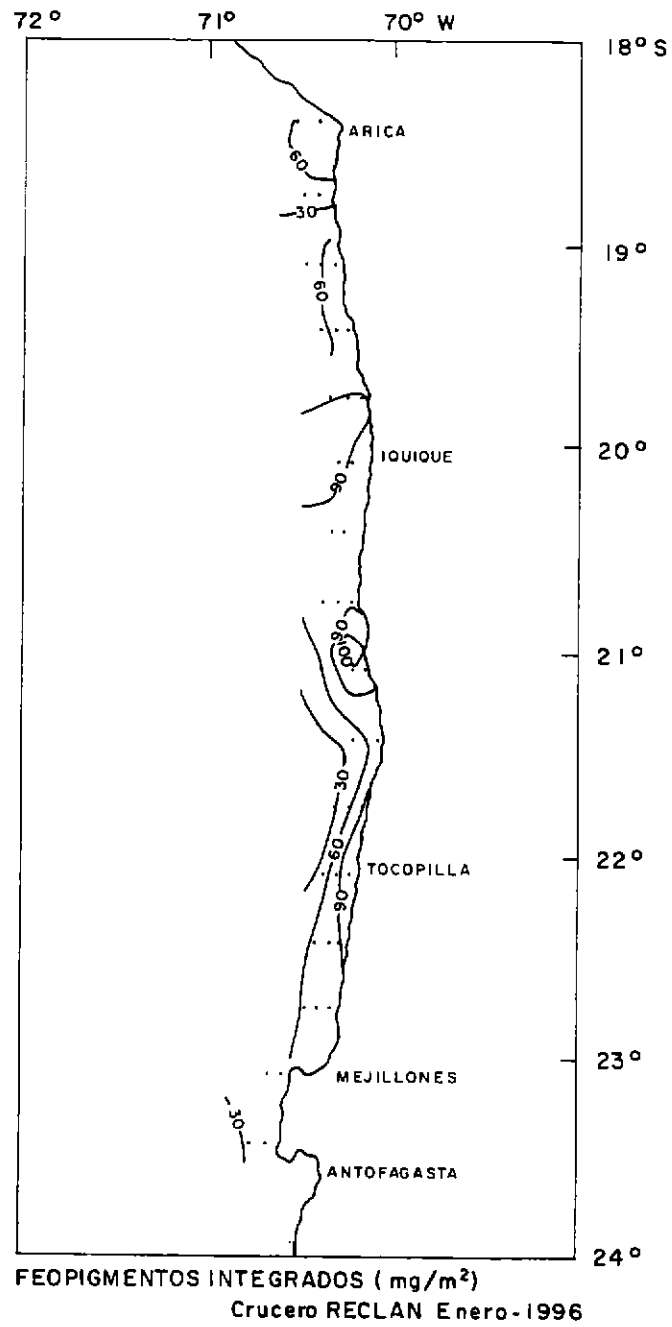 72° 71° 70° W
18° S
ARICA
60
30
19°
60
20°
IQUIQUE
90
90
21°
30
60
22°
TOCOPILLA
90
23°
MEJILLONES
30
ANTOFAGASTA
24°
FEOPIGMENTOS INTEGRADOS (mg/m²)
Crucero RECLAN Enero-1996